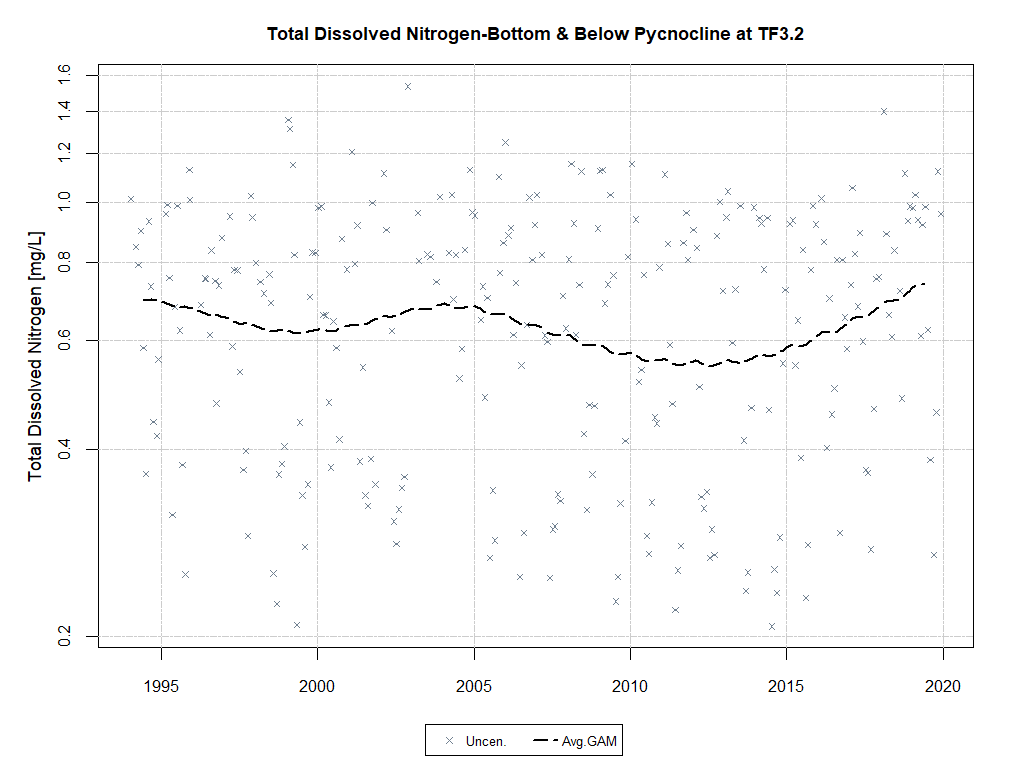 Total Dissolved Nitrogen-Bottom & Below Pycnocline at TF3.2
Total Dissolved Nitrogen [mg/L]
1.6
1.4
1.2
1.0
0.8
0.6
0.4
0.2
1995 2000 2005 2010 2015 2020
Uncen. Avg.GAM